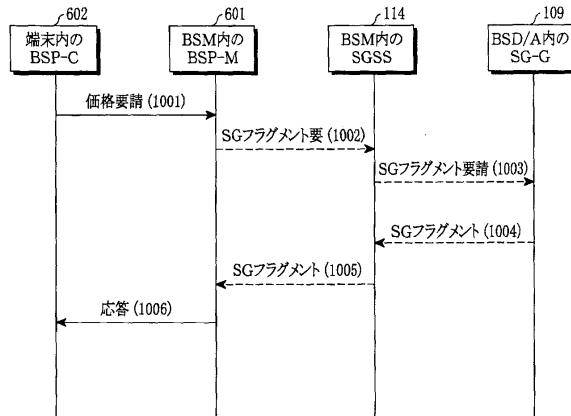 602
601
114
109
端末内の
BSP-C
BSM内の
BSP-M
BSM内の
SGSS
BSD/A内の
SG-G
価格要請(1001)
SGフラグメント要(1002)
SGフラグメント要請(1003)
SGフラグメント(1004)
SGフラグメント(1005)
応答(1006)